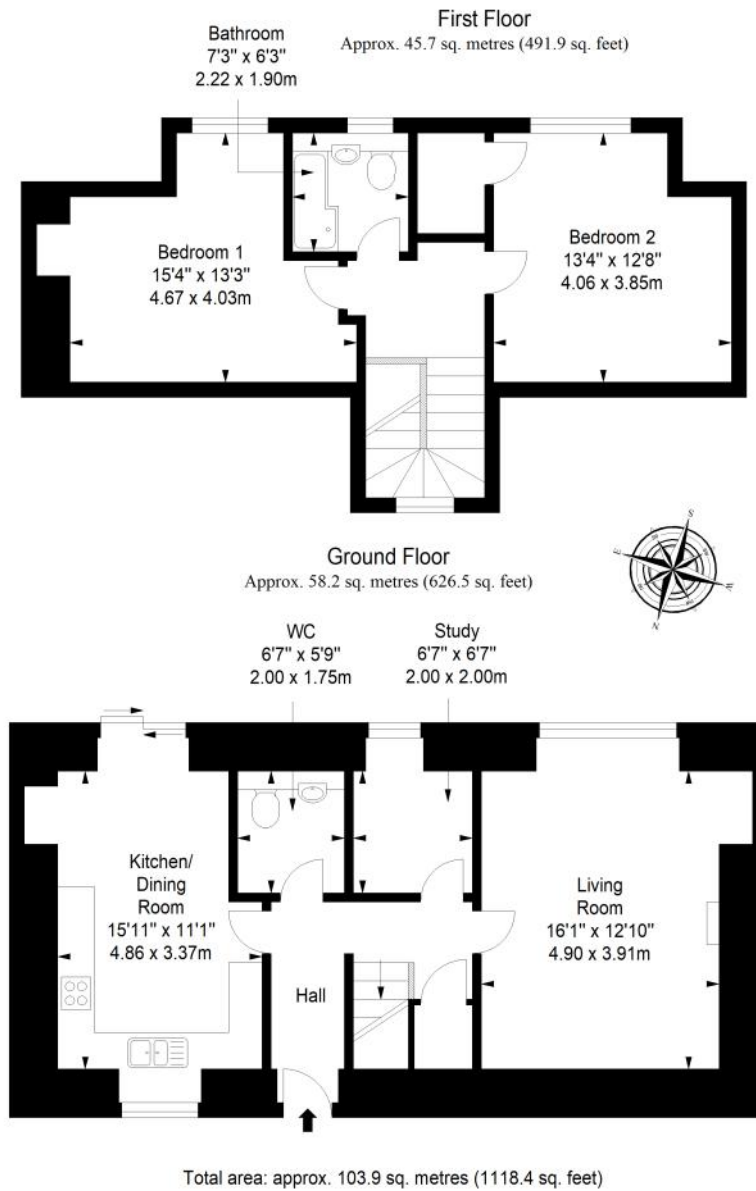 First Floor
Approx. 45.7 sq. metres (491.9 sq. feet)
Bathroom
7'3" x 6'3"
2.22 x 1.90m
Bedroom 1
15'4" x 13'3"
4.67 x 4.03m
Bedroom 2
13'4" x 12'8"
4.06 x 3.85m
Ground Floor
Approx. 58.2 sq. metres (626.5 sq. feet)
S
E
W
N
WC
6'7" x 5'9"
2.00 x 1.75m
Study
6'7" x 6'7"
2.00 x 2.00m
Kitchen/
Dining
Room
15'11" x 11'1"
4.86 x 3.37m
Hall
Living
Room
16'1" x 12'10"
4.90 x 3.91m
Total area: approx. 103.9 sq. metres (1118.4 sq. feet)